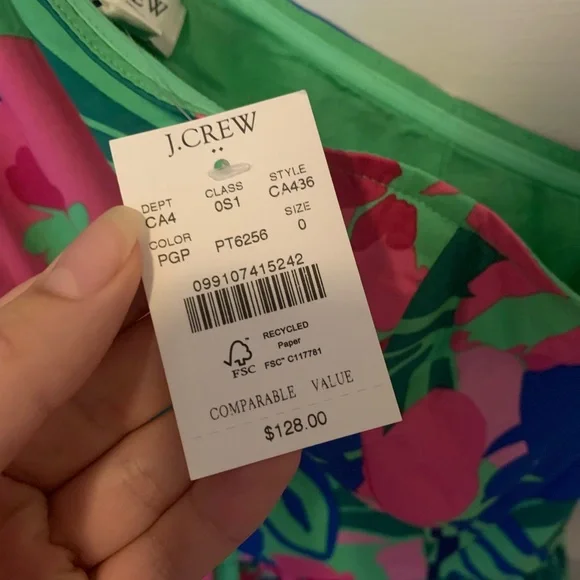 J.CREW
DEPT CLASS STYLE
CA4 0S1 CA436
COLOR SIZE
PGP PT6256 0
099107415242
FSC
RECYCLED
Paper
FSC™ C117781
COMPARABLE VALUE
$128.00